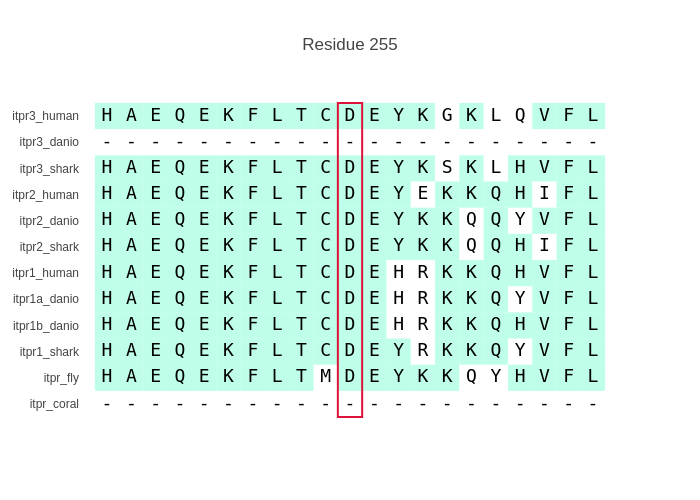 Residue 255
itpr3_human H A E Q E K F L T C D E Y K G K L Q V F L
itpr3_danio - - - - - - - - - - - - - - - - - - - - -
itpr3_shark H A E Q E K F L T C D E Y K S K L H V F L
itpr2_human H A E Q E K F L T C D E Y E K K Q H I F L
itpr2_danio H A E Q E K F L T C D E Y K K Q Q Y V F L
itpr2_shark H A E Q E K F L T C D E Y K K Q Q H I F L
itpr1_human H A E Q E K F L T C D E H R K K Q H V F L
itpr1a_danio H A E Q E K F L T C D E H R K K Q Y V F L
itpr1b_danio H A E Q E K F L T C D E H R K K Q H V F L
itpr1_shark H A E Q E K F L T C D E Y R K K Q Y V F L
itpr_fly H A E Q E K F L T M D E Y K K Q Y H V F L
itpr_coral - - - - - - - - - - - - - - - - - - - - -